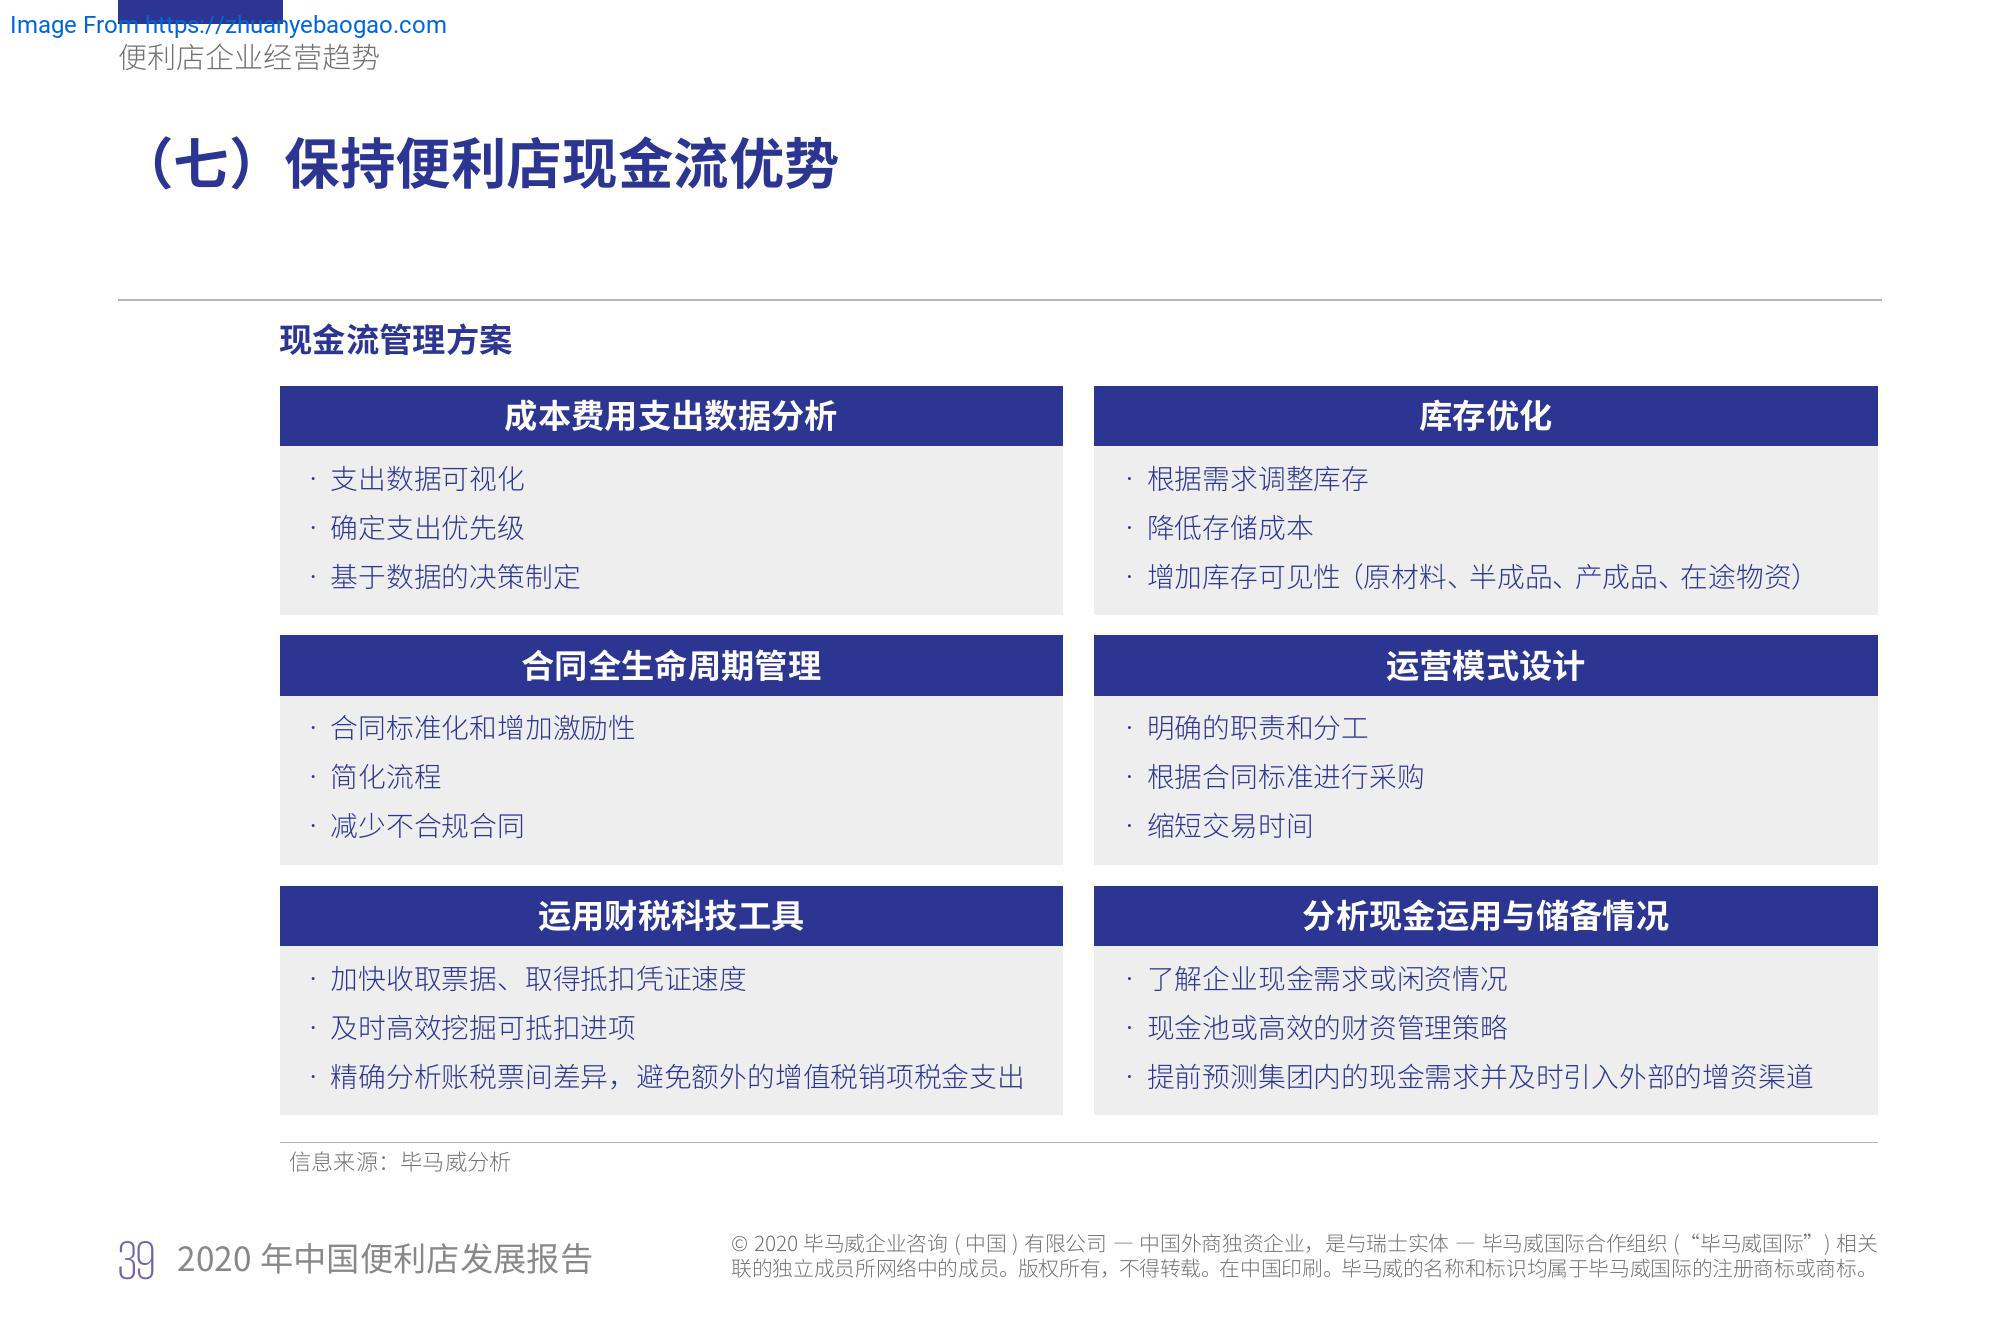 Image From https://zhuanyebaogao.com
便利店企业经营趋势
（七）保持便利店现金流优势
现金流管理方案
成本费用支出数据分析
· 支出数据可视化
· 确定支出优先级
· 基于数据的决策制定
库存优化
· 根据需求调整库存
· 降低存储成本
· 增加库存可见性（原材料、半成品、产成品、在途物资）
合同全生命周期管理
· 合同标准化和增加激励性
· 简化流程
· 减少不合规合同
运营模式设计
· 明确的职责和分工
· 根据合同标准进行采购
· 缩短交易时间
运用财税科技工具
· 加快收取票据、取得抵扣凭证速度
· 及时高效挖掘可抵扣进项
· 精确分析账税票间差异，避免额外的增值税销项税金支出
分析现金运用与储备情况
· 了解企业现金需求或闲资情况
· 现金池或高效的财资管理策略
· 提前预测集团内的现金需求并及时引入外部的增资渠道
信息来源：毕马威分析
39 2020 年中国便利店发展报告
© 2020 毕马威企业咨询 ( 中国 ) 有限公司 — 中国外商独资企业，是与瑞士实体 — 毕马威国际合作组织 (“毕马威国际”) 相关
联的独立成员所网络中的成员。版权所有，不得转载。在中国印刷。毕马威的名称和标识均属于毕马威国际的注册商标或商标。